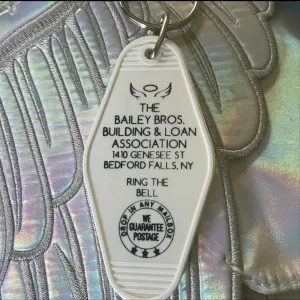 THE
BAILEY BROS.
BUILDING & LOAN
ASSOCIATION
1410 GENESEE ST
BEDFORD FALLS, NY
RING THE
BELL
DROP IN ANY MAILBOX
WE
GUARANTEE
POSTAGE